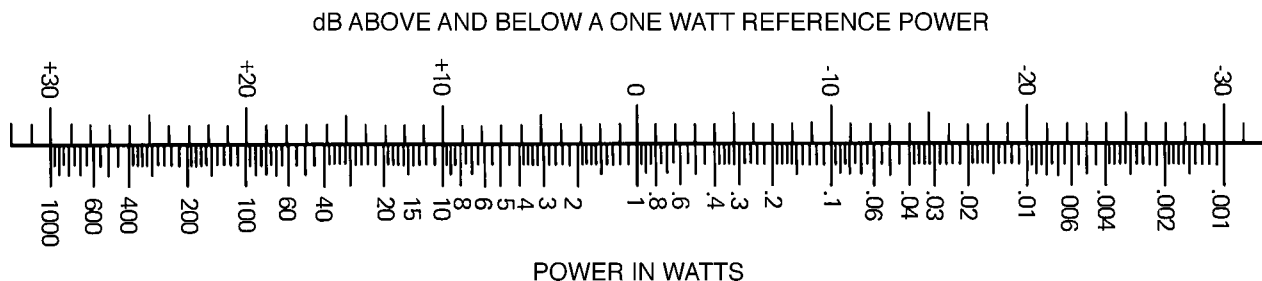 dB ABOVE AND BELOW A ONE WATT REFERENCE POWER
+30 +20 +10 0 -10 -20 -30
1000 600 400 200 100 60 40 20 15 10 8 6 5 4 3 2 1 .8 .6 .4 .3 .2 .1 .06 .04 .03 .02 .01 .006 .004 .002 .001
POWER IN WATTS